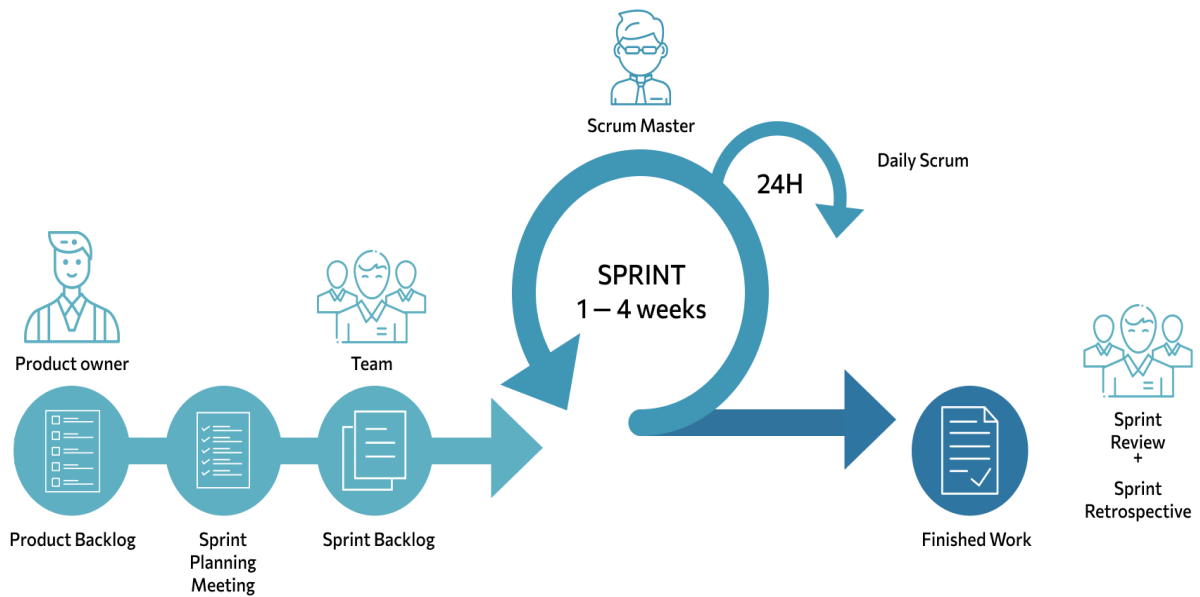 Scrum Master
Daily Scrum
24H
SPRINT
1 – 4 weeks
Product owner
Team
Product Backlog
Sprint
Planning
Meeting
Sprint Backlog
Finished Work
Sprint
Review
+
Sprint
Retrospective